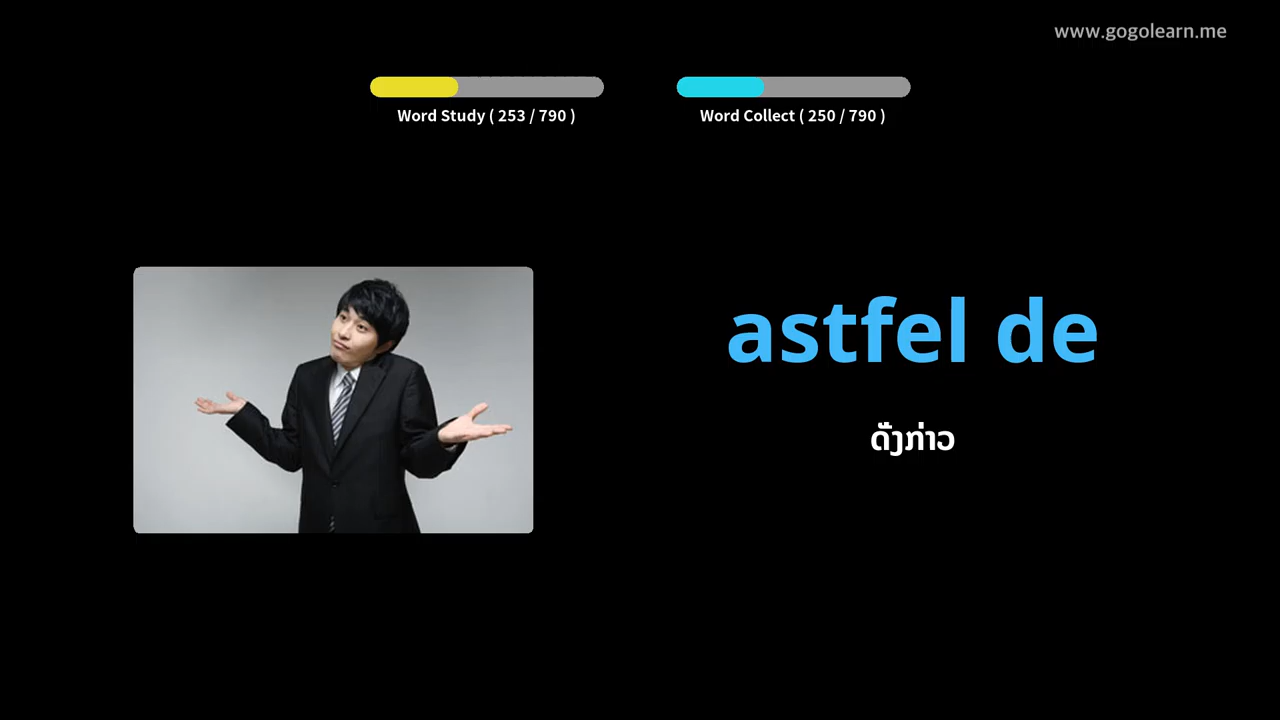 www.gogolearn.me
Word Study ( 253 / 790 )
Word Collect ( 250 / 790 )
astfel de
ດັ່ງກ່າວ